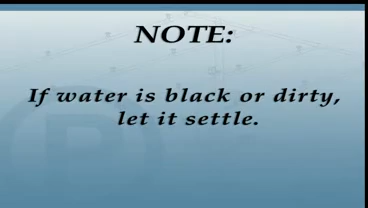 NOTE:
If water is black or dirty,
let it settle.